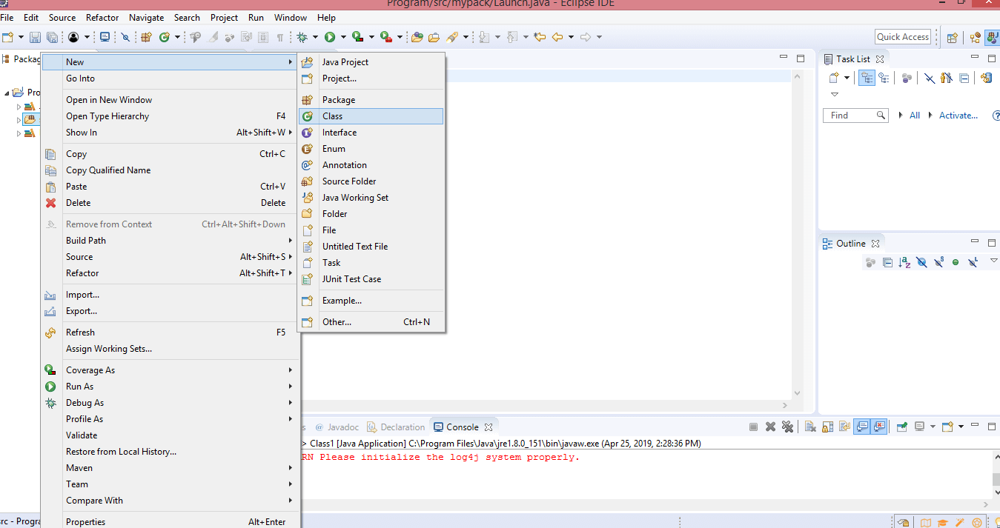 Program/src/mypack/Launch.java - Eclipse IDE
File Edit Source Refactor Navigate Search Project Run Window Help
Quick Access
Packag
Task List
Find All Activate...
Pro
Outline
New
Go Into
Open in New Window
Open Type Hierarchy F4
Show In Alt+Shift+W
Copy Ctrl+C
Copy Qualified Name
Paste Ctrl+V
Delete Delete
Remove from Context Ctrl+Alt+Shift+Down
Build Path
Source Alt+Shift+S
Refactor Alt+Shift+T
Import...
Export...
Refresh F5
Assign Working Sets...
Coverage As
Run As
Debug As
Profile As
Validate
Restore from Local History...
Maven
Team
Compare With
Properties Alt+Enter
Java Project
Project...
Package
Class
Interface
Enum
Annotation
Source Folder
Java Working Set
Folder
File
Untitled Text File
Task
JUnit Test Case
Example...
Other... Ctrl+N
s @ Javadoc Declaration Console
> Class1 [Java Application] C:\Program Files\Java\jre1.8.0_151\bin\javaw.exe (Apr 25, 2019, 2:28:36 PM)
RN Please initialize the log4j system properly.
src - Progra